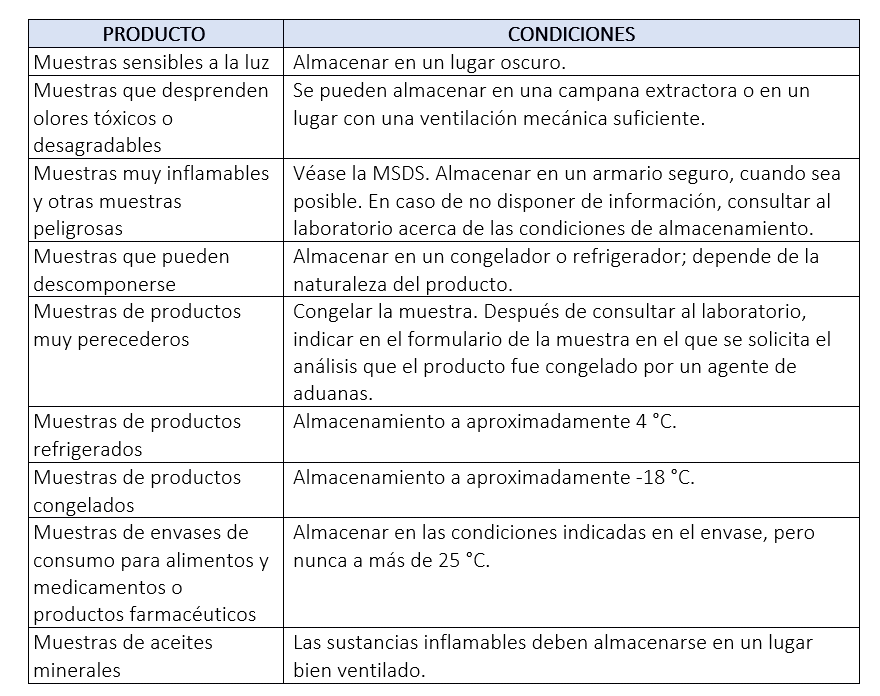 PRODUCTO CONDICIONES
Muestras sensibles a la luz Almacenar en un lugar oscuro.
Muestras que desprenden
olores tóxicos o
desagradables
Se pueden almacenar en una campana extractora o en un
lugar con una ventilación mecánica suficiente.
Muestras muy inflamables
y otras muestras
peligrosas
Véase la MSDS. Almacenar en un armario seguro, cuando sea
posible. En caso de no disponer de información, consultar al
laboratorio acerca de las condiciones de almacenamiento.
Muestras que pueden
descomponerse
Almacenar en un congelador o refrigerador; depende de la
naturaleza del producto.
Muestras de productos
muy perecederos
Congelar la muestra. Después de consultar al laboratorio,
indicar en el formulario de la muestra en el que se solicita el
análisis que el producto fue congelado por un agente de
aduanas.
Muestras de productos
refrigerados
Almacenamiento a aproximadamente 4 °C.
Muestras de productos
congelados
Almacenamiento a aproximadamente -18 °C.
Muestras de envases de
consumo para alimentos y
medicamentos o
productos farmacéuticos
Almacenar en las condiciones indicadas en el envase, pero
nunca a más de 25 °C.
Muestras de aceites
minerales
Las sustancias inflamables deben almacenarse en un lugar
bien ventilado.